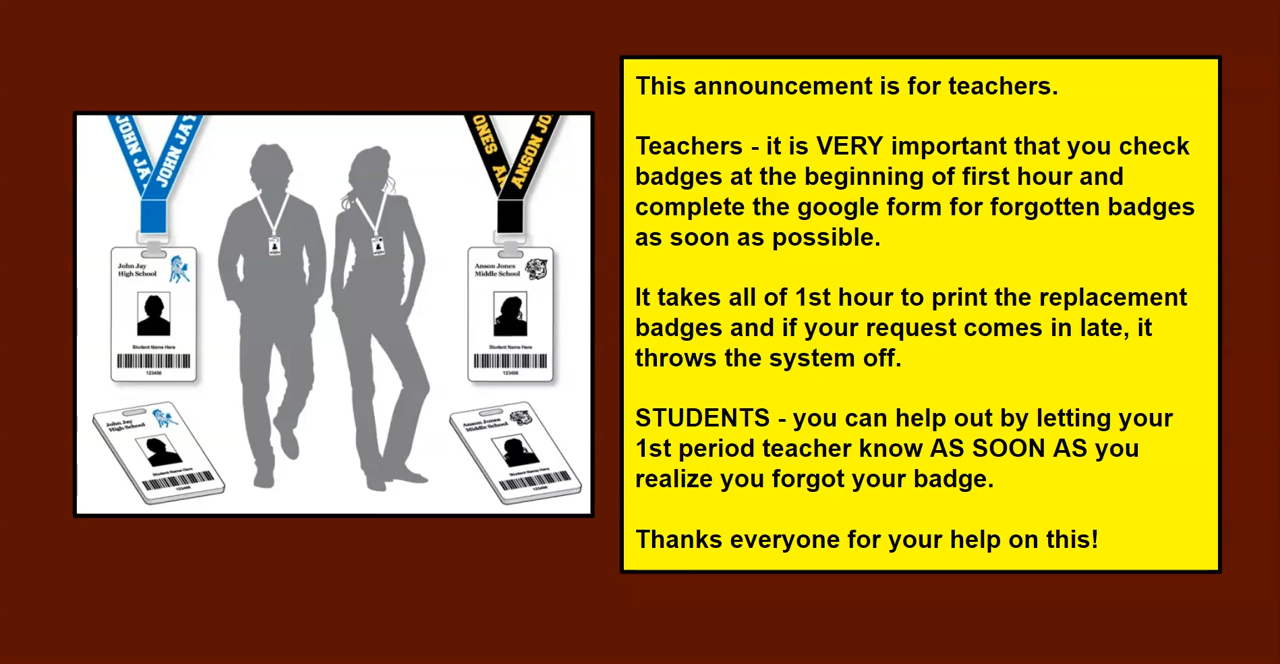 JOHN JA
JOHN JAY
ONES
AN
ANSON JO
John Jay
High School
Student Name Here
123456
Anson Jones
Middle School
Student Name Here
123456
John Jay
High School
Student Name Here
123456
Anson Jones
Middle School
Student Name Here
123456
This announcement is for teachers.
Teachers - it is VERY important that you check
badges at the beginning of first hour and
complete the google form for forgotten badges
as soon as possible.
It takes all of 1st hour to print the replacement
badges and if your request comes in late, it
throws the system off.
STUDENTS - you can help out by letting your
1st period teacher know AS SOON AS you
realize you forgot your badge.
Thanks everyone for your help on this!